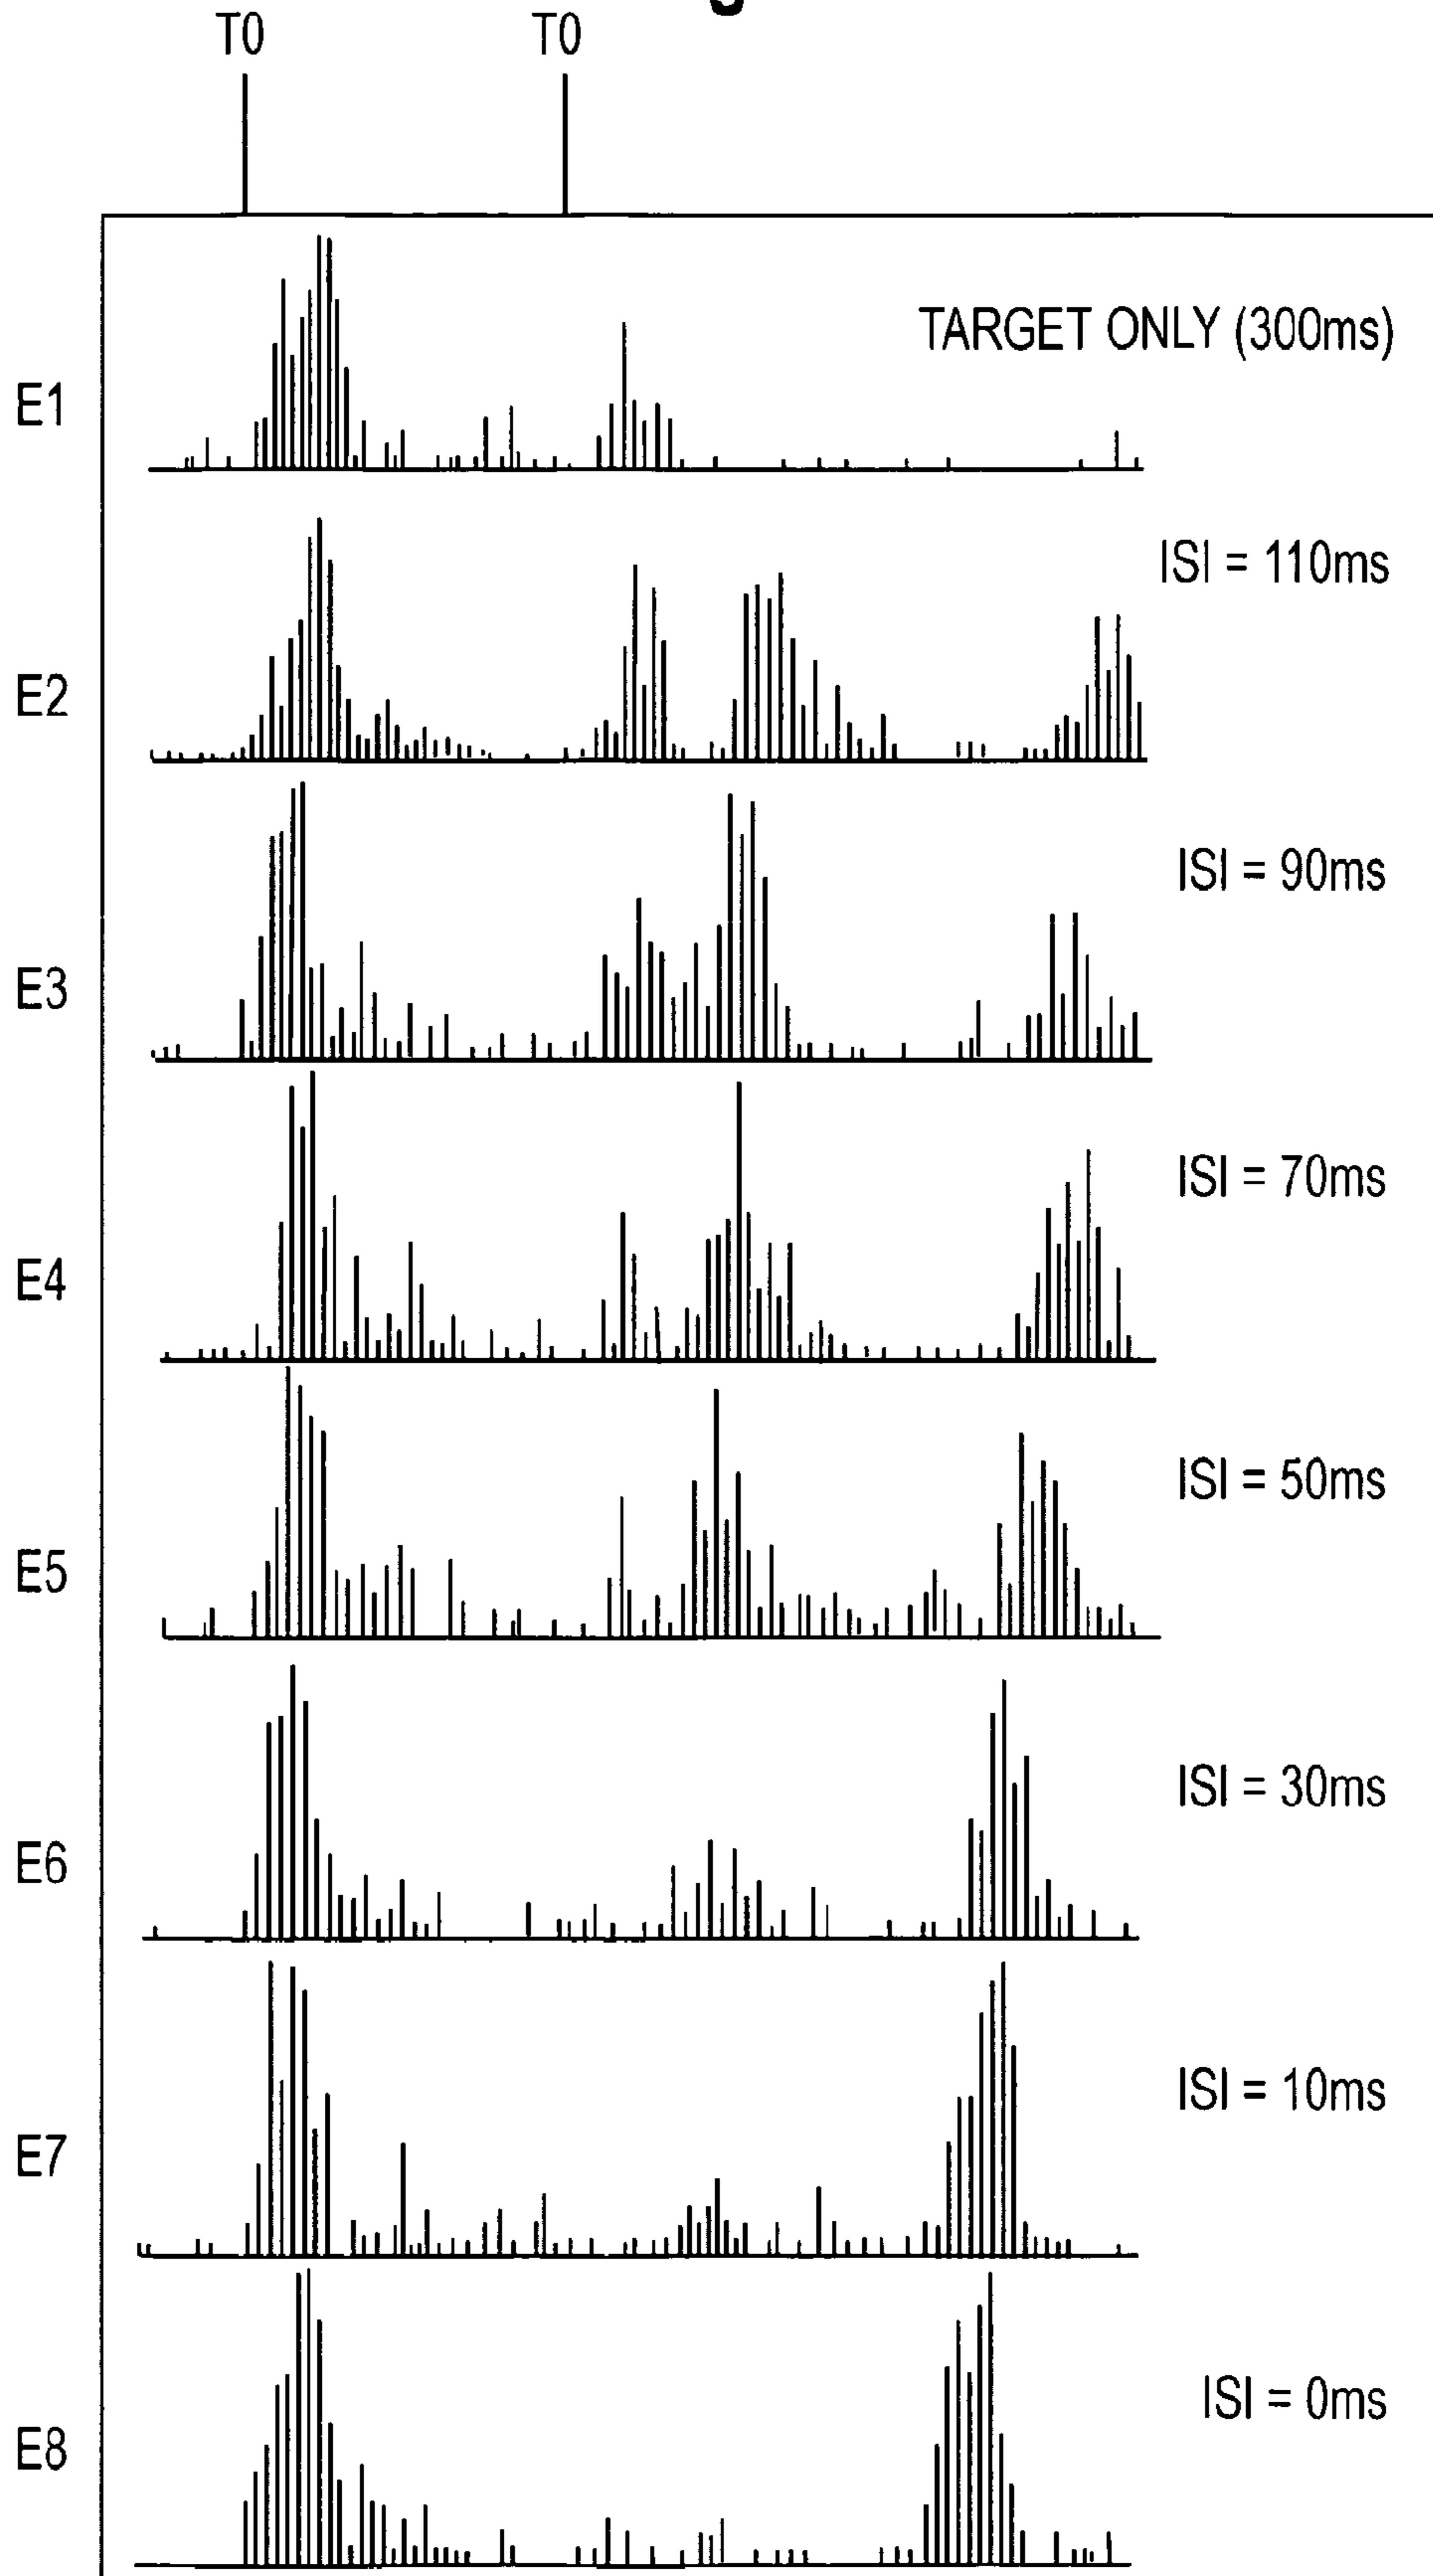 T0 T0
TARGET ONLY (300ms)
E1
ISI = 110ms
E2
ISI = 90ms
E3
ISI = 70ms
E4
ISI = 50ms
E5
ISI = 30ms
E6
ISI = 10ms
E7
ISI = 0ms
E8